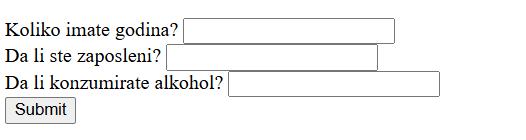 Koliko imate godina?
Da li ste zaposleni?
Da li konzumirate alkohol?
Submit